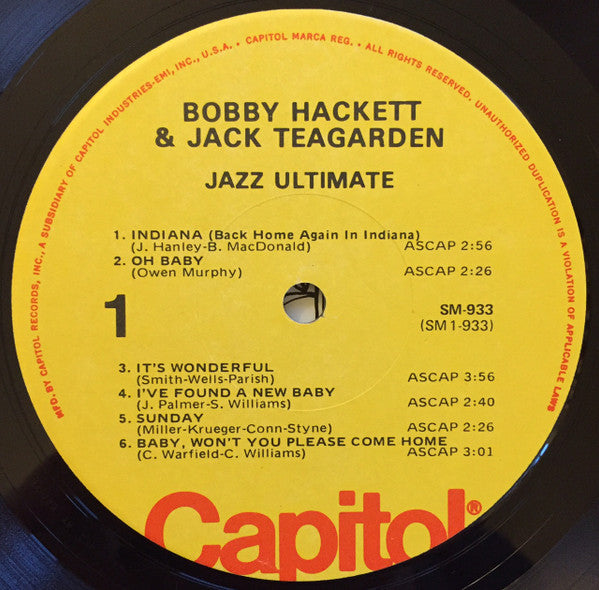 MFG. BY CAPITOL RECORDS, INC., A SUBSIDIARY OF CAPITOL INDUSTRIES-EMI, INC., U.S.A. · CAPITOL MARCA REG. · ALL RIGHTS RESERVED. UNAUTHORIZED DUPLICATION IS A VIOLATION OF APPLICABLE LAWS
BOBBY HACKETT
& JACK TEAGARDEN
JAZZ ULTIMATE
1. INDIANA (Back Home Again In Indiana)
(J. Hanley-B. MacDonald) ASCAP 2:56
2. OH BABY
(Owen Murphy) ASCAP 2:26
1
SM-933
(SM1-933)
3. IT'S WONDERFUL
(Smith-Wells-Parish) ASCAP 3:56
4. I'VE FOUND A NEW BABY
(J. Palmer-S. Williams) ASCAP 2:40
5. SUNDAY
(Miller-Krueger-Conn-Styne) ASCAP 2:26
6. BABY, WON'T YOU PLEASE COME HOME
(C. Warfield-C. Williams) ASCAP 3:01
Capitol®